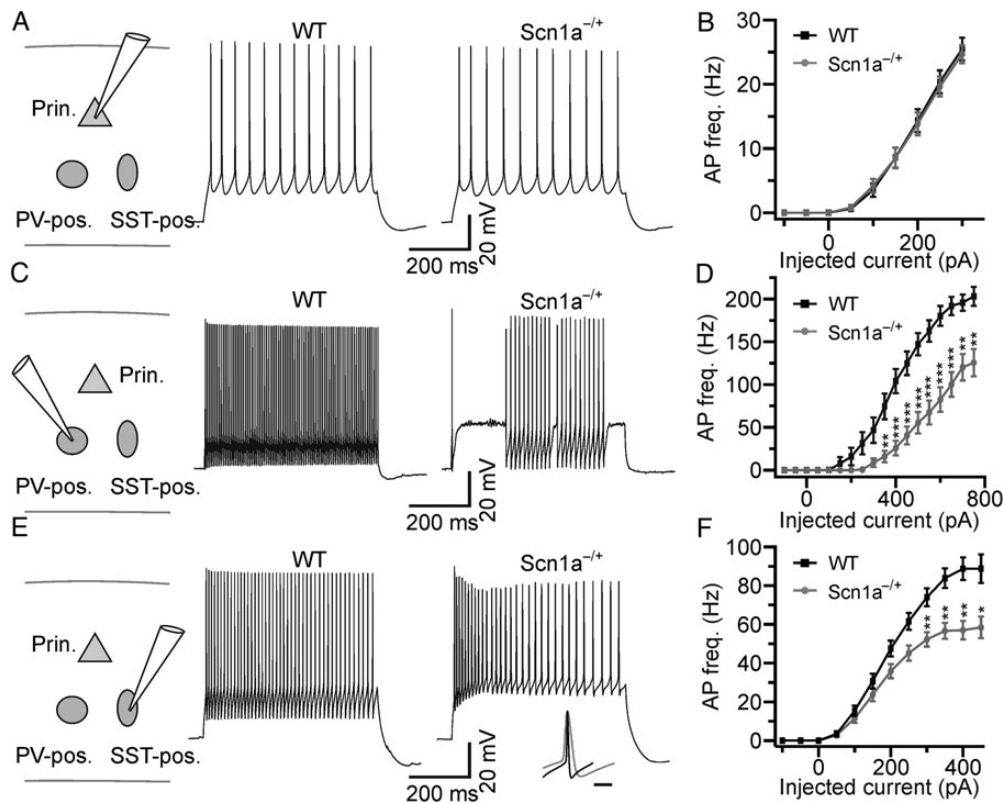 A
Prin.
PV-pos. SST-pos.
WT
Scn1a−/+
200 ms
20 mV
B
AP freq. (Hz)
30
20
10
0
WT
Scn1a−/+
0 200
Injected current (pA)
C
Prin.
PV-pos. SST-pos.
WT
Scn1a−/+
200 ms
20 mV
200 ms
20 mV
D
AP freq. (Hz)
200
150
100
50
0
WT
Scn1a−/+
** **** **** *** *** *** *** ** **
0 400 800
Injected current (pA)
E
Prin.
PV-pos. SST-pos.
WT
Scn1a−/+
200 ms
20 mV
F
AP freq. (Hz)
100
80
60
40
20
0
WT
Scn1a−/+
** ** ** *
0 200 400
Injected current (pA)